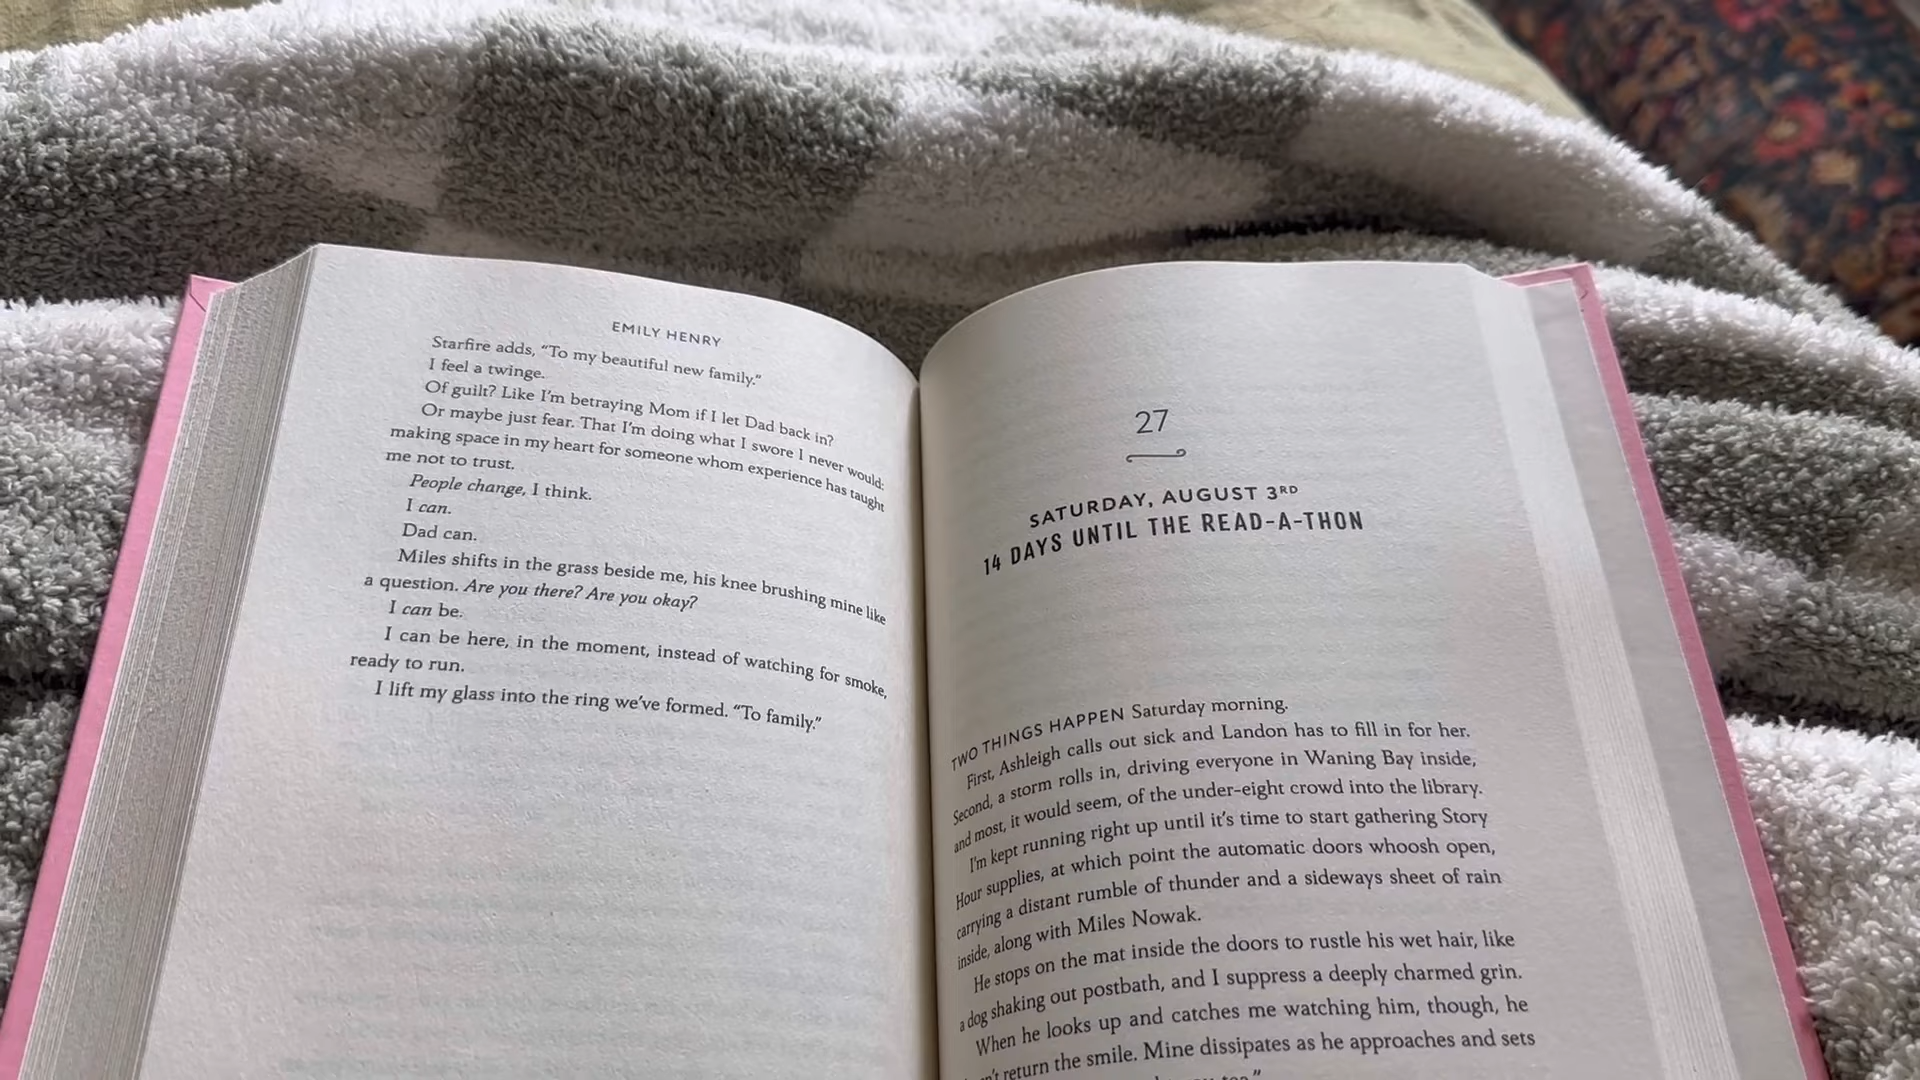 EMILY HENRY
Starfire adds, “To my beautiful new family.”
I feel a twinge.
Of guilt? Like I’m betraying Mom if I let Dad back in?
Or maybe just fear. That I’m doing what I swore I never would:
making space in my heart for someone whom experience has taught
me not to trust.
People change, I think.
I can.
Dad can.
Miles shifts in the grass beside me, his knee brushing mine like
a question. Are you there? Are you okay?
I can be.
I can be here, in the moment, instead of watching for smoke,
ready to run.
I lift my glass into the ring we’ve formed. “To family.”
27
SATURDAY, AUGUST 3RD
14 DAYS UNTIL THE READ-A-THON
TWO THINGS HAPPEN Saturday morning.
First, Ashleigh calls out sick and Landon has to fill in for her.
Second, a storm rolls in, driving everyone in Waning Bay inside,
and most, it would seem, of the under-eight crowd into the library.
I’m kept running right up until it’s time to start gathering Story
Hour supplies, at which point the automatic doors whoosh open,
carrying a distant rumble of thunder and a sideways sheet of rain
inside, along with Miles Nowak.
He stops on the mat inside the doors to rustle his wet hair, like
a dog shaking out postbath, and I suppress a deeply charmed grin.
When he looks up and catches me watching him, though, he
return the smile. Mine dissipates as he approaches and sets